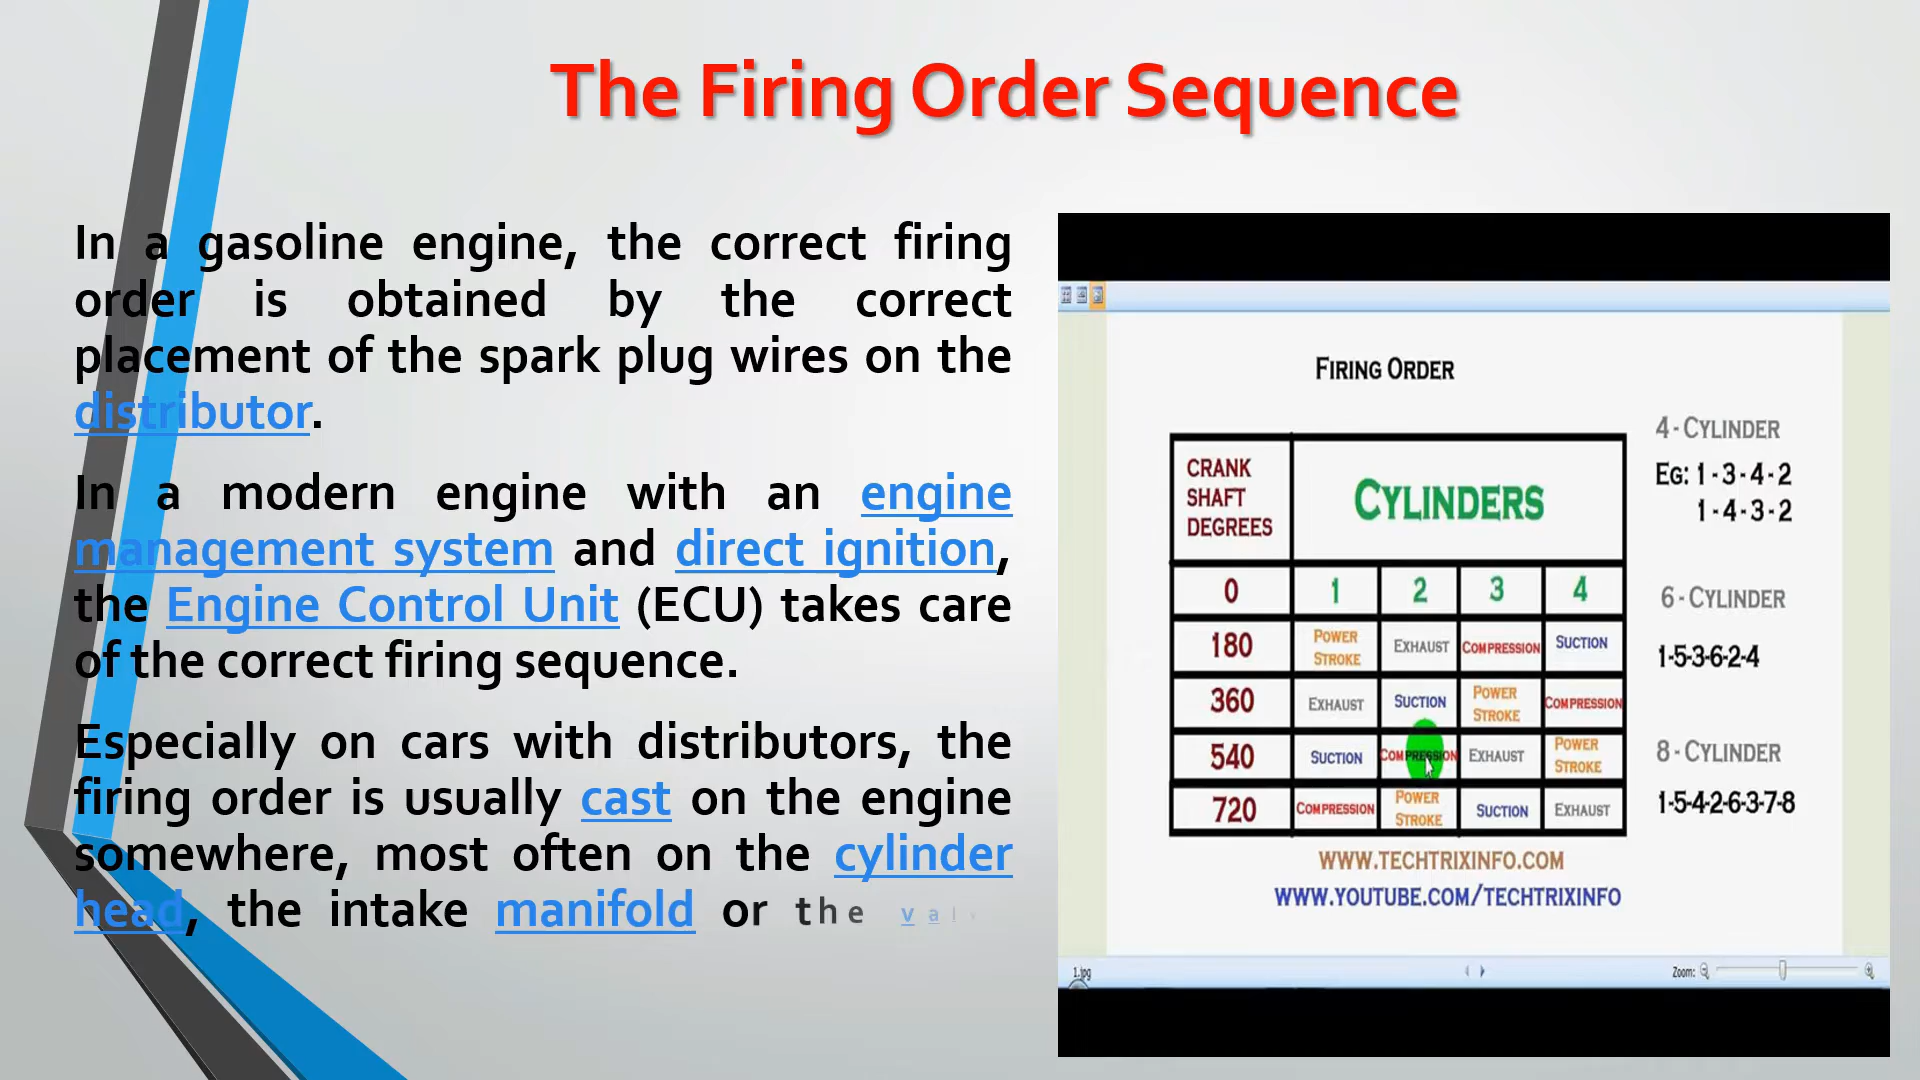 The Firing Order Sequence
In a gasoline engine, the correct firing
order is obtained by the correct
placement of the spark plug wires on the
distributor.
In a modern engine with an engine
management system and direct ignition,
the Engine Control Unit (ECU) takes care
of the correct firing sequence.
Especially on cars with distributors, the
firing order is usually cast on the engine
somewhere, most often on the cylinder
head, the intake manifold or the
FIRING ORDER
CRANK
SHAFT
DEGREES
CYLINDERS
0 1 2 3 4
180 POWER STROKE EXHAUST COMPRESSION SUCTION
360 EXHAUST SUCTION POWER STROKE COMPRESSION
540 SUCTION COMPRESSION EXHAUST POWER STROKE
720 COMPRESSION POWER STROKE SUCTION EXHAUST
WWW.TECHTRIXINFO.COM
WWW.YOUTUBE.COM/TECHTRIXINFO
4 - CYLINDER
EG: 1 - 3 - 4 - 2
1 - 4 - 3 - 2
6 - CYLINDER
1-5-3-6-2-4
8 - CYLINDER
1-5-4-2-6-3-7-8
1.jpg
Zoom: